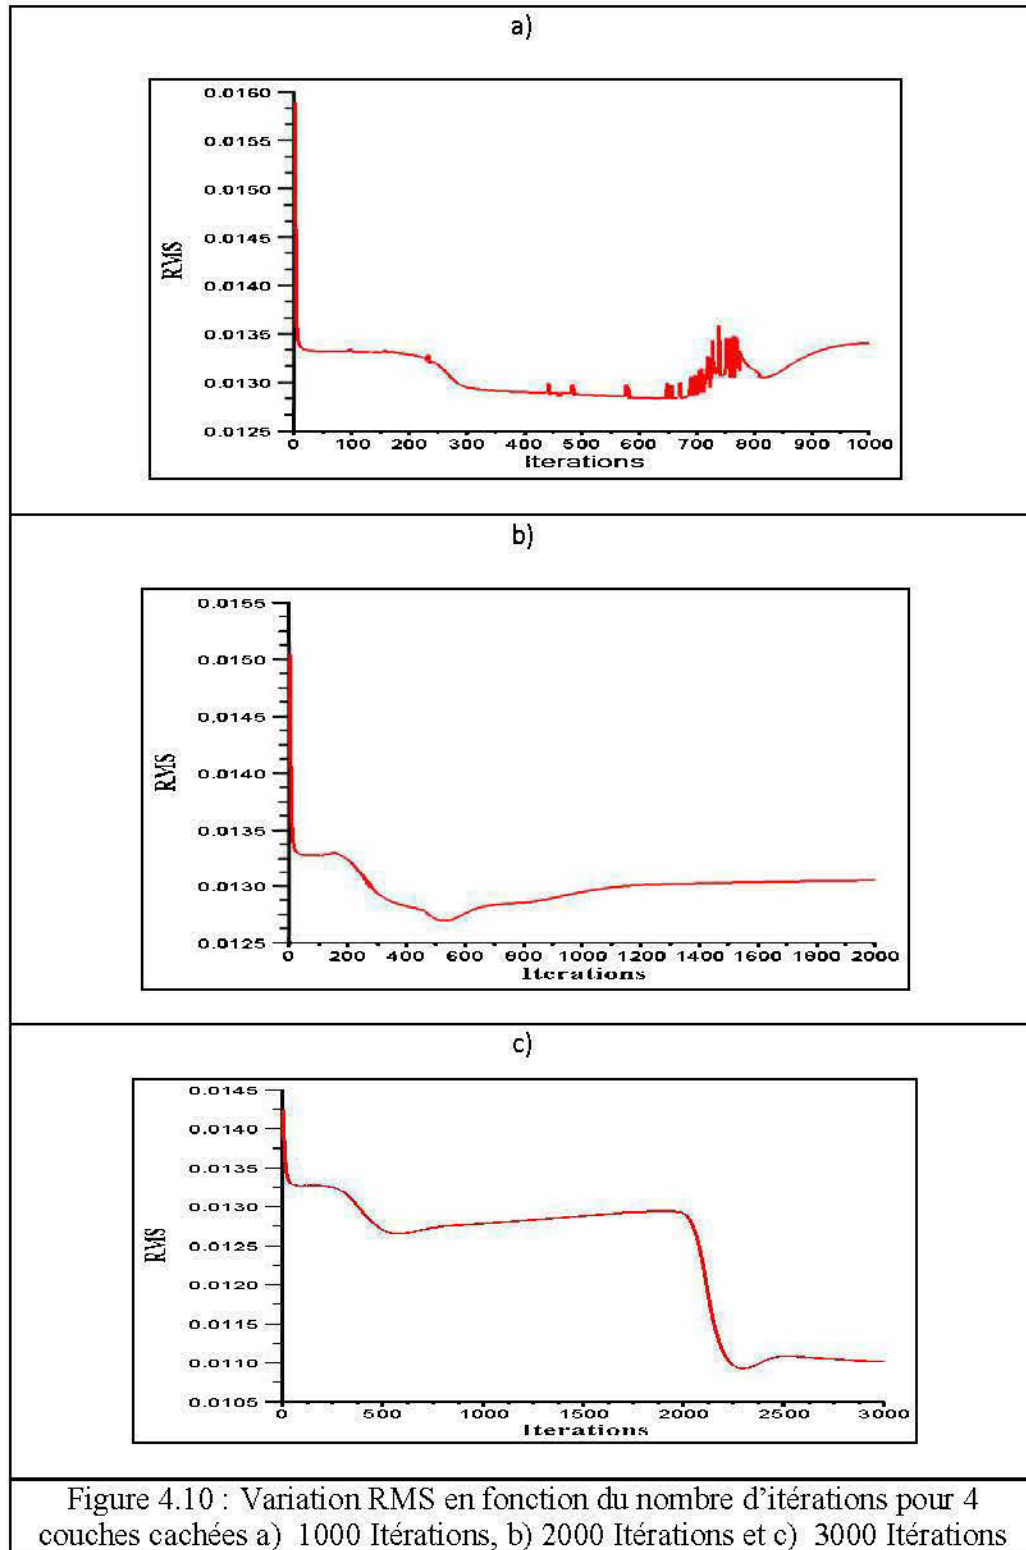 a)
0.0160
0.0155
0.0150
0.0145
0.0140
0.0135
0.0130
0.0125
RMS
0 100 200 300 400 500 600 700 800 900 1000
Iterations
b)
0.0155
0.0150
0.0145
0.0140
0.0135
0.0130
0.0125
RMS
0 200 400 600 800 1000 1200 1400 1600 1800 2000
Iterations
c)
0.0145
0.0140
0.0135
0.0130
0.0125
0.0120
0.0115
0.0110
0.0105
RMS
0 500 1000 1500 2000 2500 3000
Iterations
Figure 4.10 : Variation RMS en fonction du nombre d'itérations pour 4
couches cachées a) 1000 Itérations, b) 2000 Itérations et c) 3000 Itérations